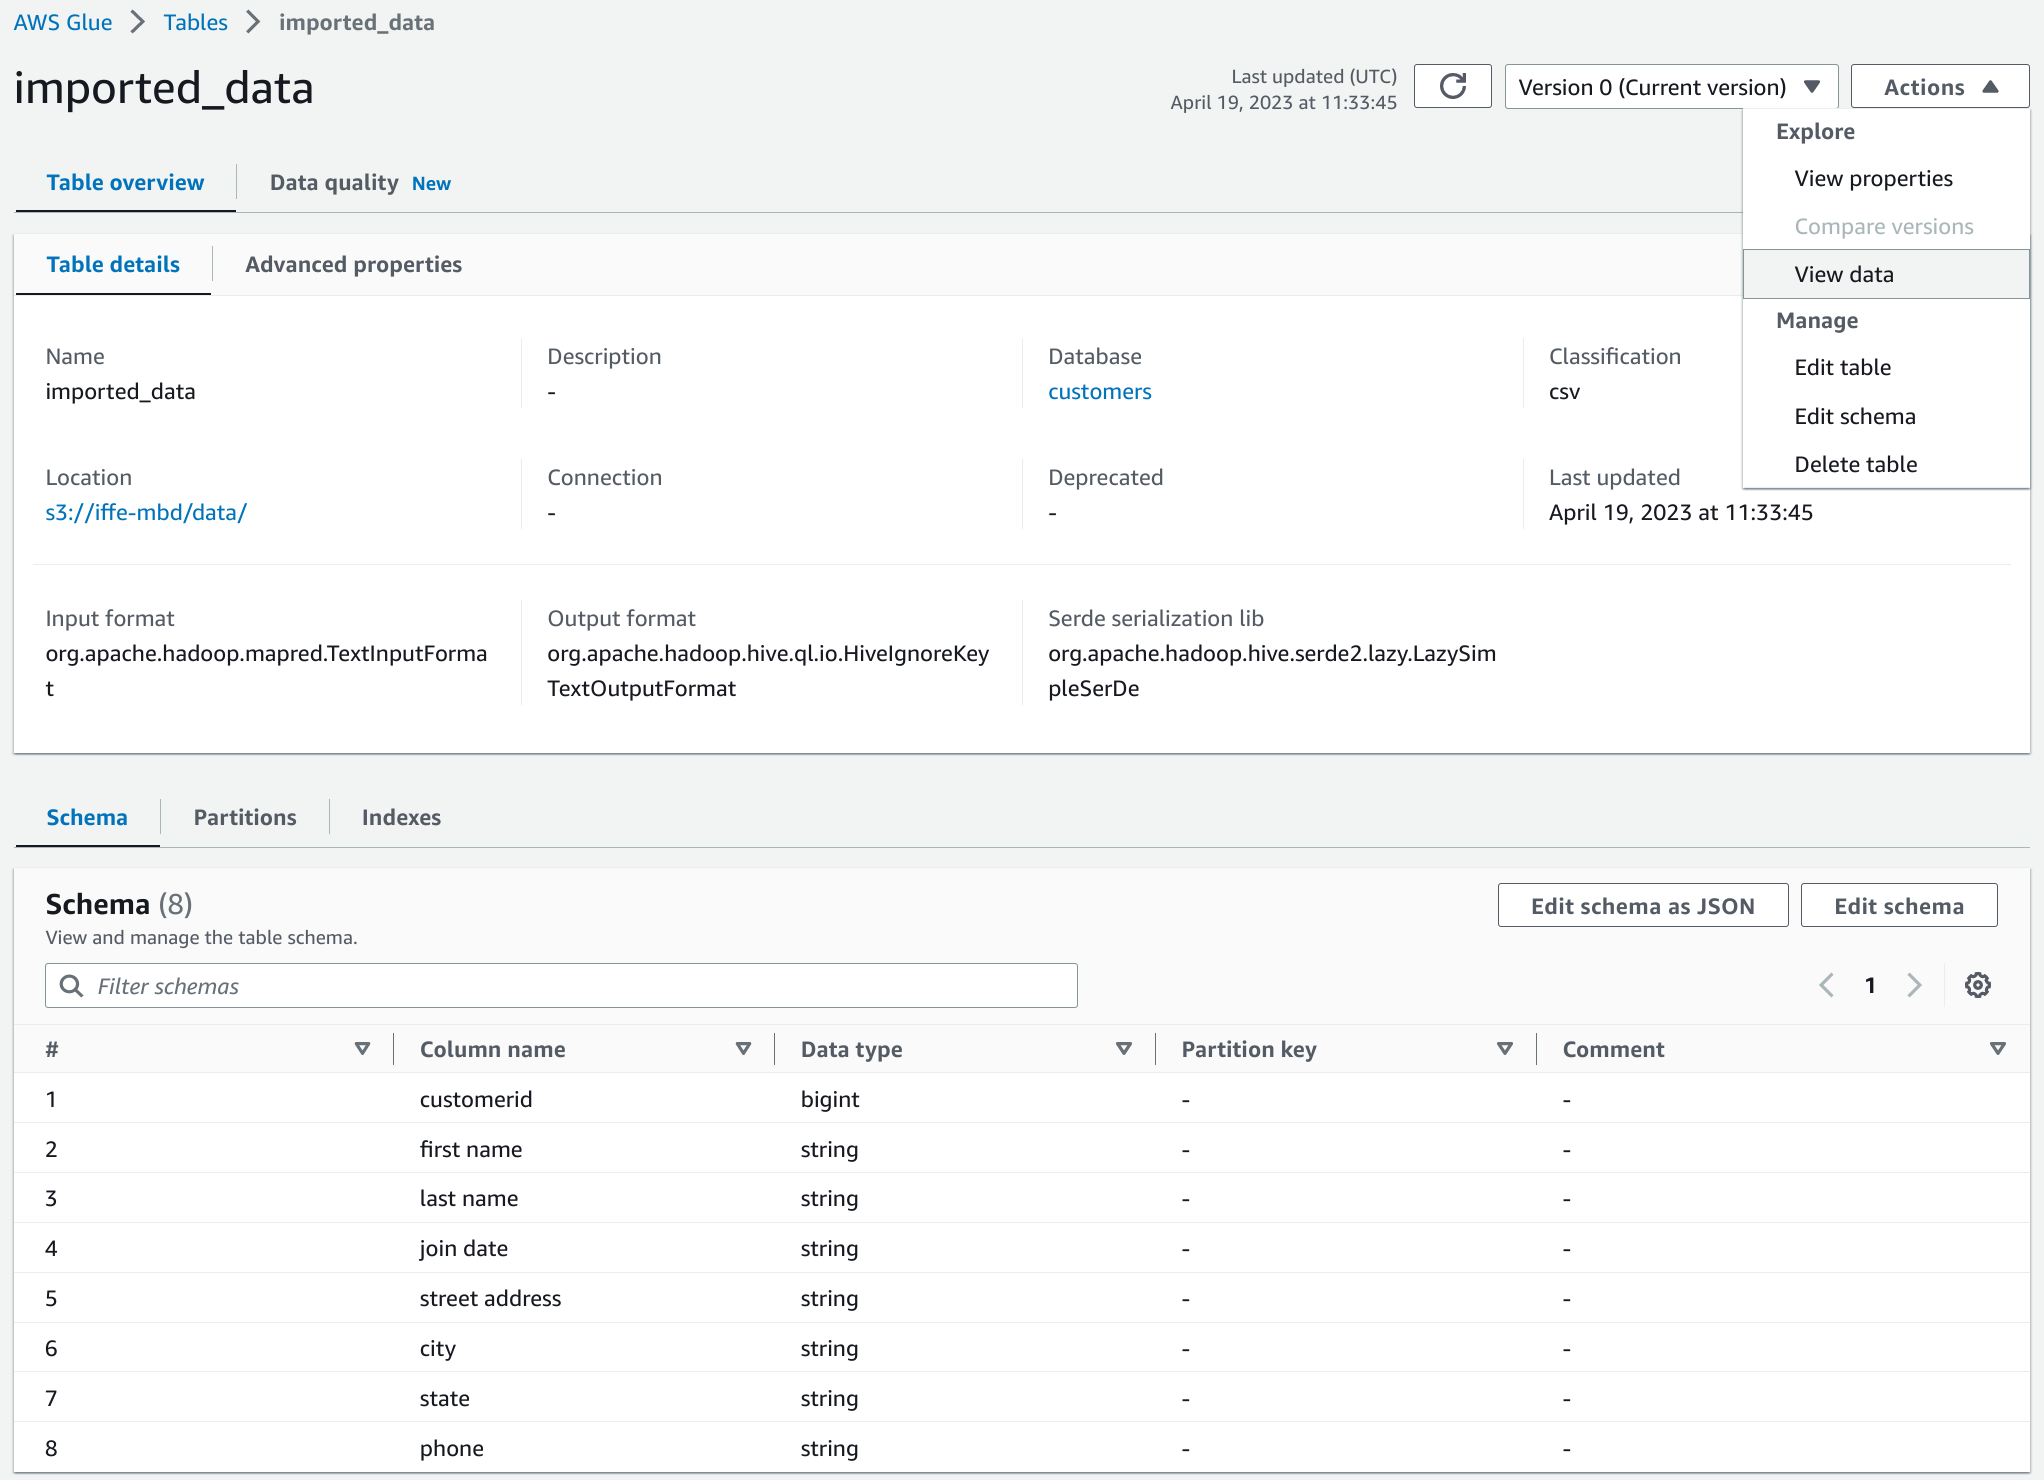 AWS Glue > Tables > imported_data
imported_data
Last updated (UTC)
April 19, 2023 at 11:33:45
Version 0 (Current version)
Actions
Explore
View properties
Compare versions
View data
Manage
Edit table
Edit schema
Delete table
Table overview
Data quality New
Table details
Advanced properties
Name
imported_data
Description
-
Database
customers
Classification
csv
Location
s3://iffe-mbd/data/
Connection
-
Deprecated
-
Last updated
April 19, 2023 at 11:33:45
Input format
org.apache.hadoop.mapred.TextInputForma
t
Output format
org.apache.hadoop.hive.ql.io.HiveIgnoreKey
TextOutputFormat
Serde serialization lib
org.apache.hadoop.hive.serde2.lazy.LazySim
pleSerDe
Schema
Partitions
Indexes
Schema (8)
View and manage the table schema.
Edit schema as JSON
Edit schema
Filter schemas
1
# Column name Data type Partition key Comment
1 customerid bigint - -
2 first name string - -
3 last name string - -
4 join date string - -
5 street address string - -
6 city string - -
7 state string - -
8 phone string - -